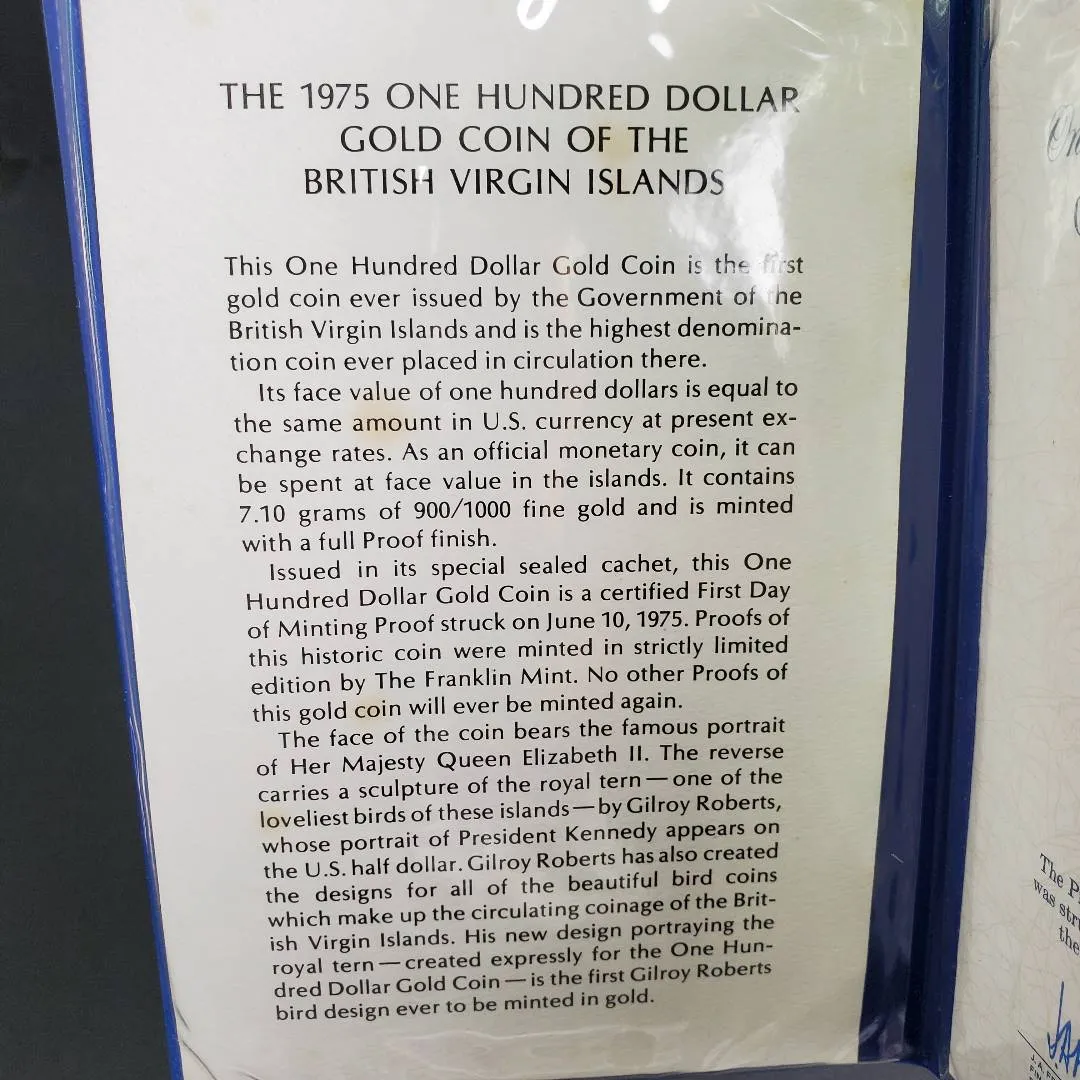 THE 1975 ONE HUNDRED DOLLAR
GOLD COIN OF THE
BRITISH VIRGIN ISLANDS
This One Hundred Dollar Gold Coin is the first
gold coin ever issued by the Government of the
British Virgin Islands and is the highest denomina-
tion coin ever placed in circulation there.
Its face value of one hundred dollars is equal to
the same amount in U.S. currency at present ex-
change rates. As an official monetary coin, it can
be spent at face value in the islands. It contains
7.10 grams of 900/1000 fine gold and is minted
with a full Proof finish.
Issued in its special sealed cachet, this One
Hundred Dollar Gold Coin is a certified First Day
of Minting Proof struck on June 10, 1975. Proofs of
this historic coin were minted in strictly limited
edition by The Franklin Mint. No other Proofs of
this gold coin will ever be minted again.
The face of the coin bears the famous portrait
of Her Majesty Queen Elizabeth II. The reverse
carries a sculpture of the royal tern — one of the
loveliest birds of these islands — by Gilroy Roberts,
whose portrait of President Kennedy appears on
the U.S. half dollar. Gilroy Roberts has also created
the designs for all of the beautiful bird coins
which make up the circulating coinage of the Brit-
ish Virgin Islands. His new design portraying the
royal tern — created expressly for the One Hun-
dred Dollar Gold Coin — is the first Gilroy Roberts
bird design ever to be minted in gold.
The
was
the